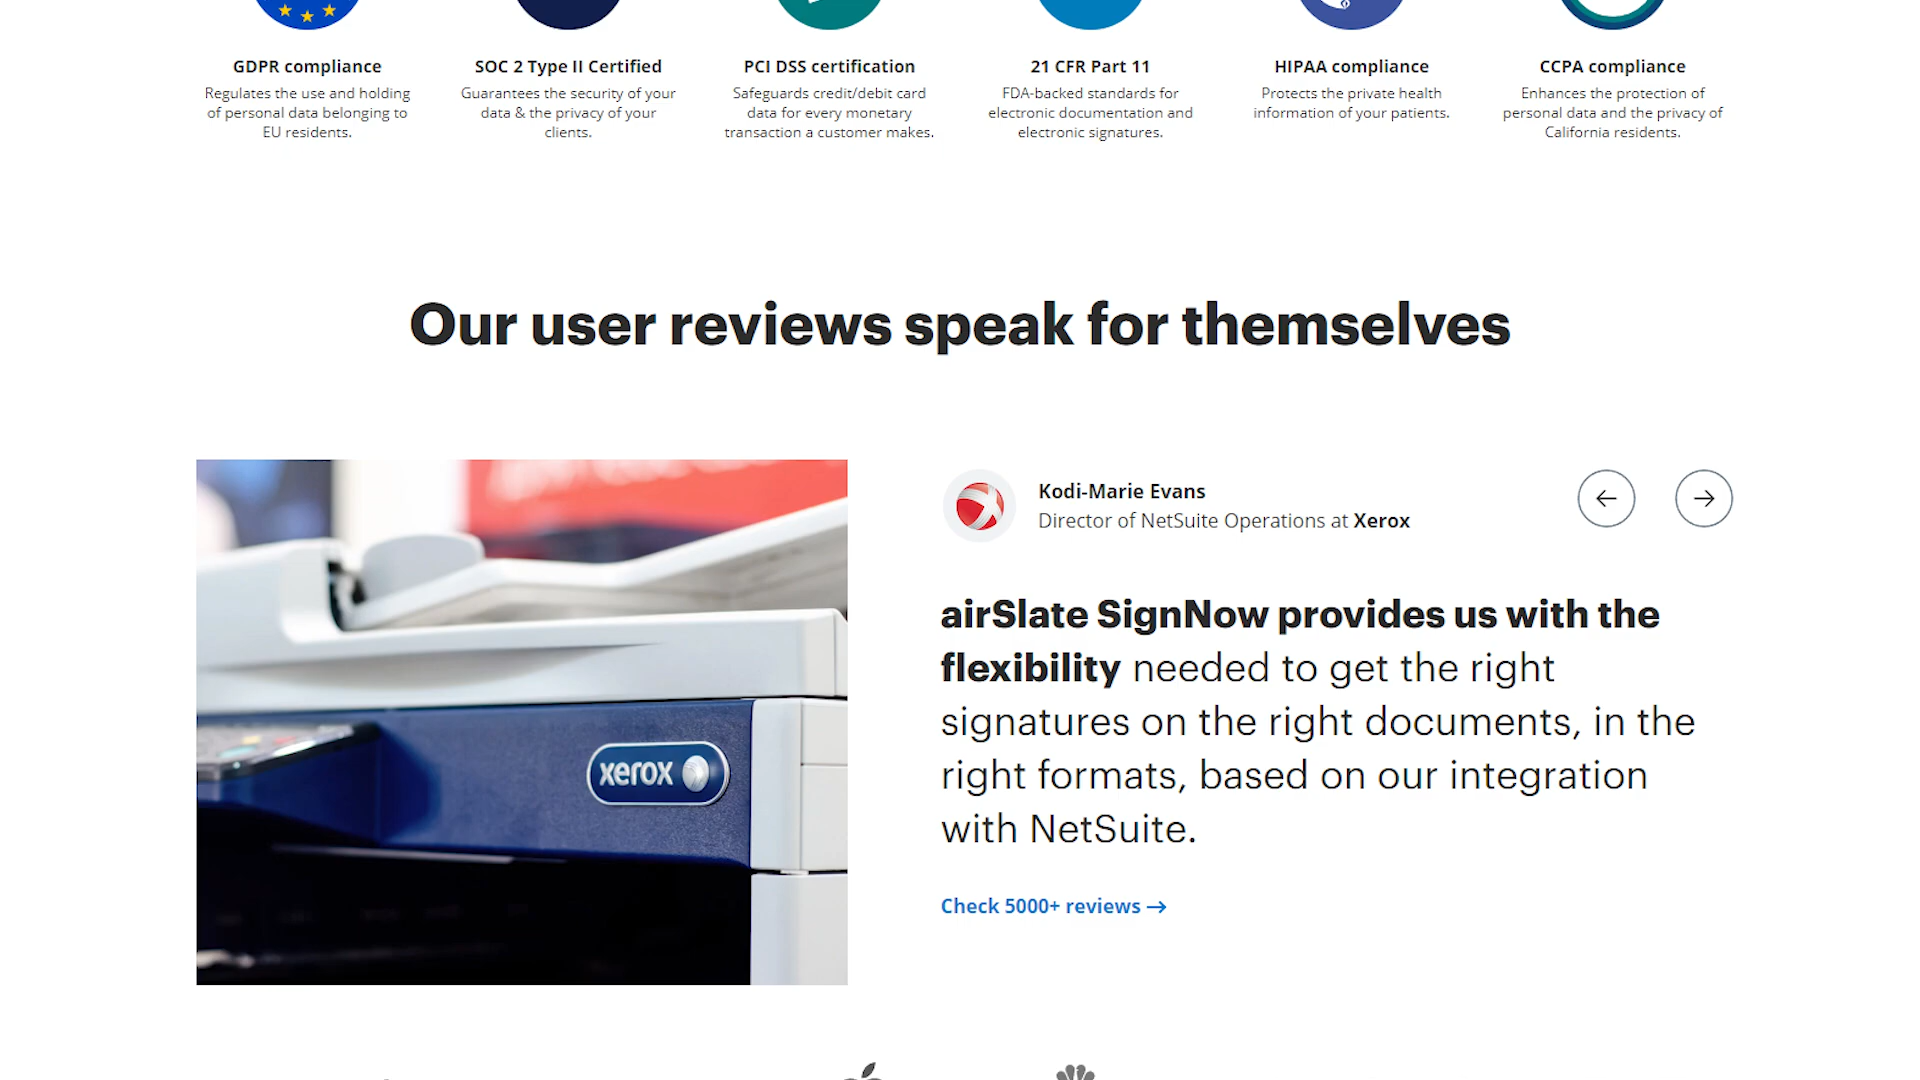 GDPR compliance
Regulates the use and holding
of personal data belonging to
EU residents.
SOC 2 Type II Certified
Guarantees the security of your
data & the privacy of your
clients.
PCI DSS certification
Safeguards credit/debit card
data for every monetary
transaction a customer makes.
21 CFR Part 11
FDA-backed standards for
electronic documentation and
electronic signatures.
HIPAA compliance
Protects the private health
information of your patients.
CCPA compliance
Enhances the protection of
personal data and the privacy of
California residents.
Our user reviews speak for themselves
xerox
Kodi-Marie Evans
Director of NetSuite Operations at Xerox
airSlate SignNow provides us with the
flexibility needed to get the right
signatures on the right documents, in the
right formats, based on our integration
with NetSuite.
Check 5000+ reviews →